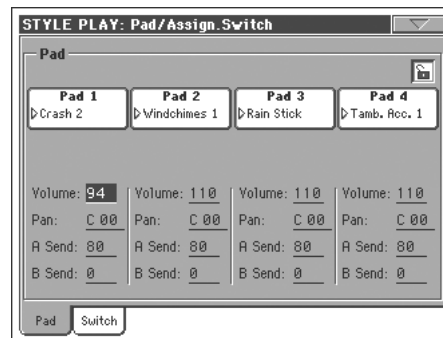 STYLE PLAY: Pad/Assign.Switch
Pad
Pad 1 Pad 2 Pad 3 Pad 4
Crash 2 Windchimes 1 Rain Stick Tamb. Acc. 1
Volume: 94 Volume: 110 Volume: 110 Volume: 110
Pan: C 00 Pan: C 00 Pan: C 00 Pan: C 00
A Send: 80 A Send: 80 A Send: 80 A Send: 80
B Send: 0 B Send: 0 B Send: 0 B Send: 0
Pad Switch